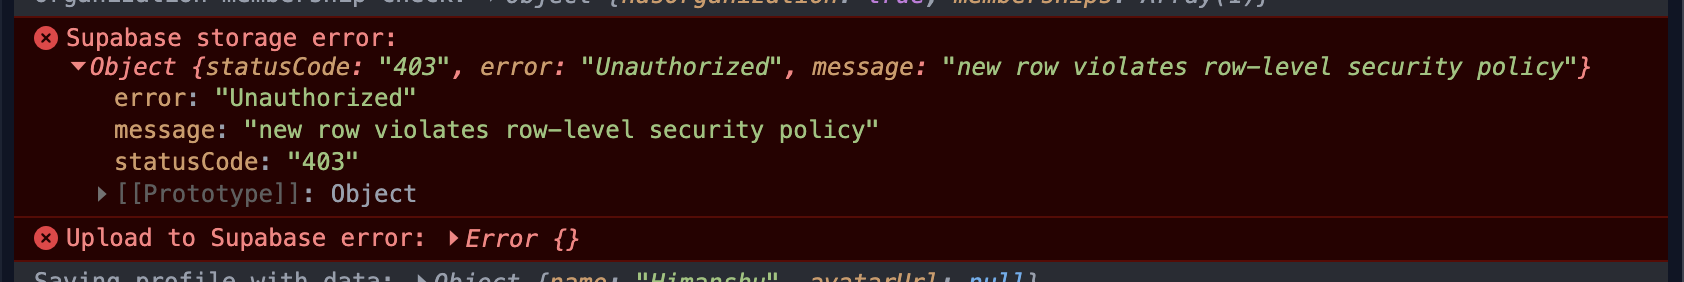 Organization membership check: ▸ Object {hasOrganization: true, memberships: Array(1)}
Supabase storage error:
▼Object {statusCode: "403", error: "Unauthorized", message: "new row violates row-level security policy"}
error: "Unauthorized"
message: "new row violates row-level security policy"
statusCode: "403"
▶[[Prototype]]: Object
Upload to Supabase error: ▶Error {}
Saving profile with data: ▶Object {name: "Himanshu", avatarUrl: null}